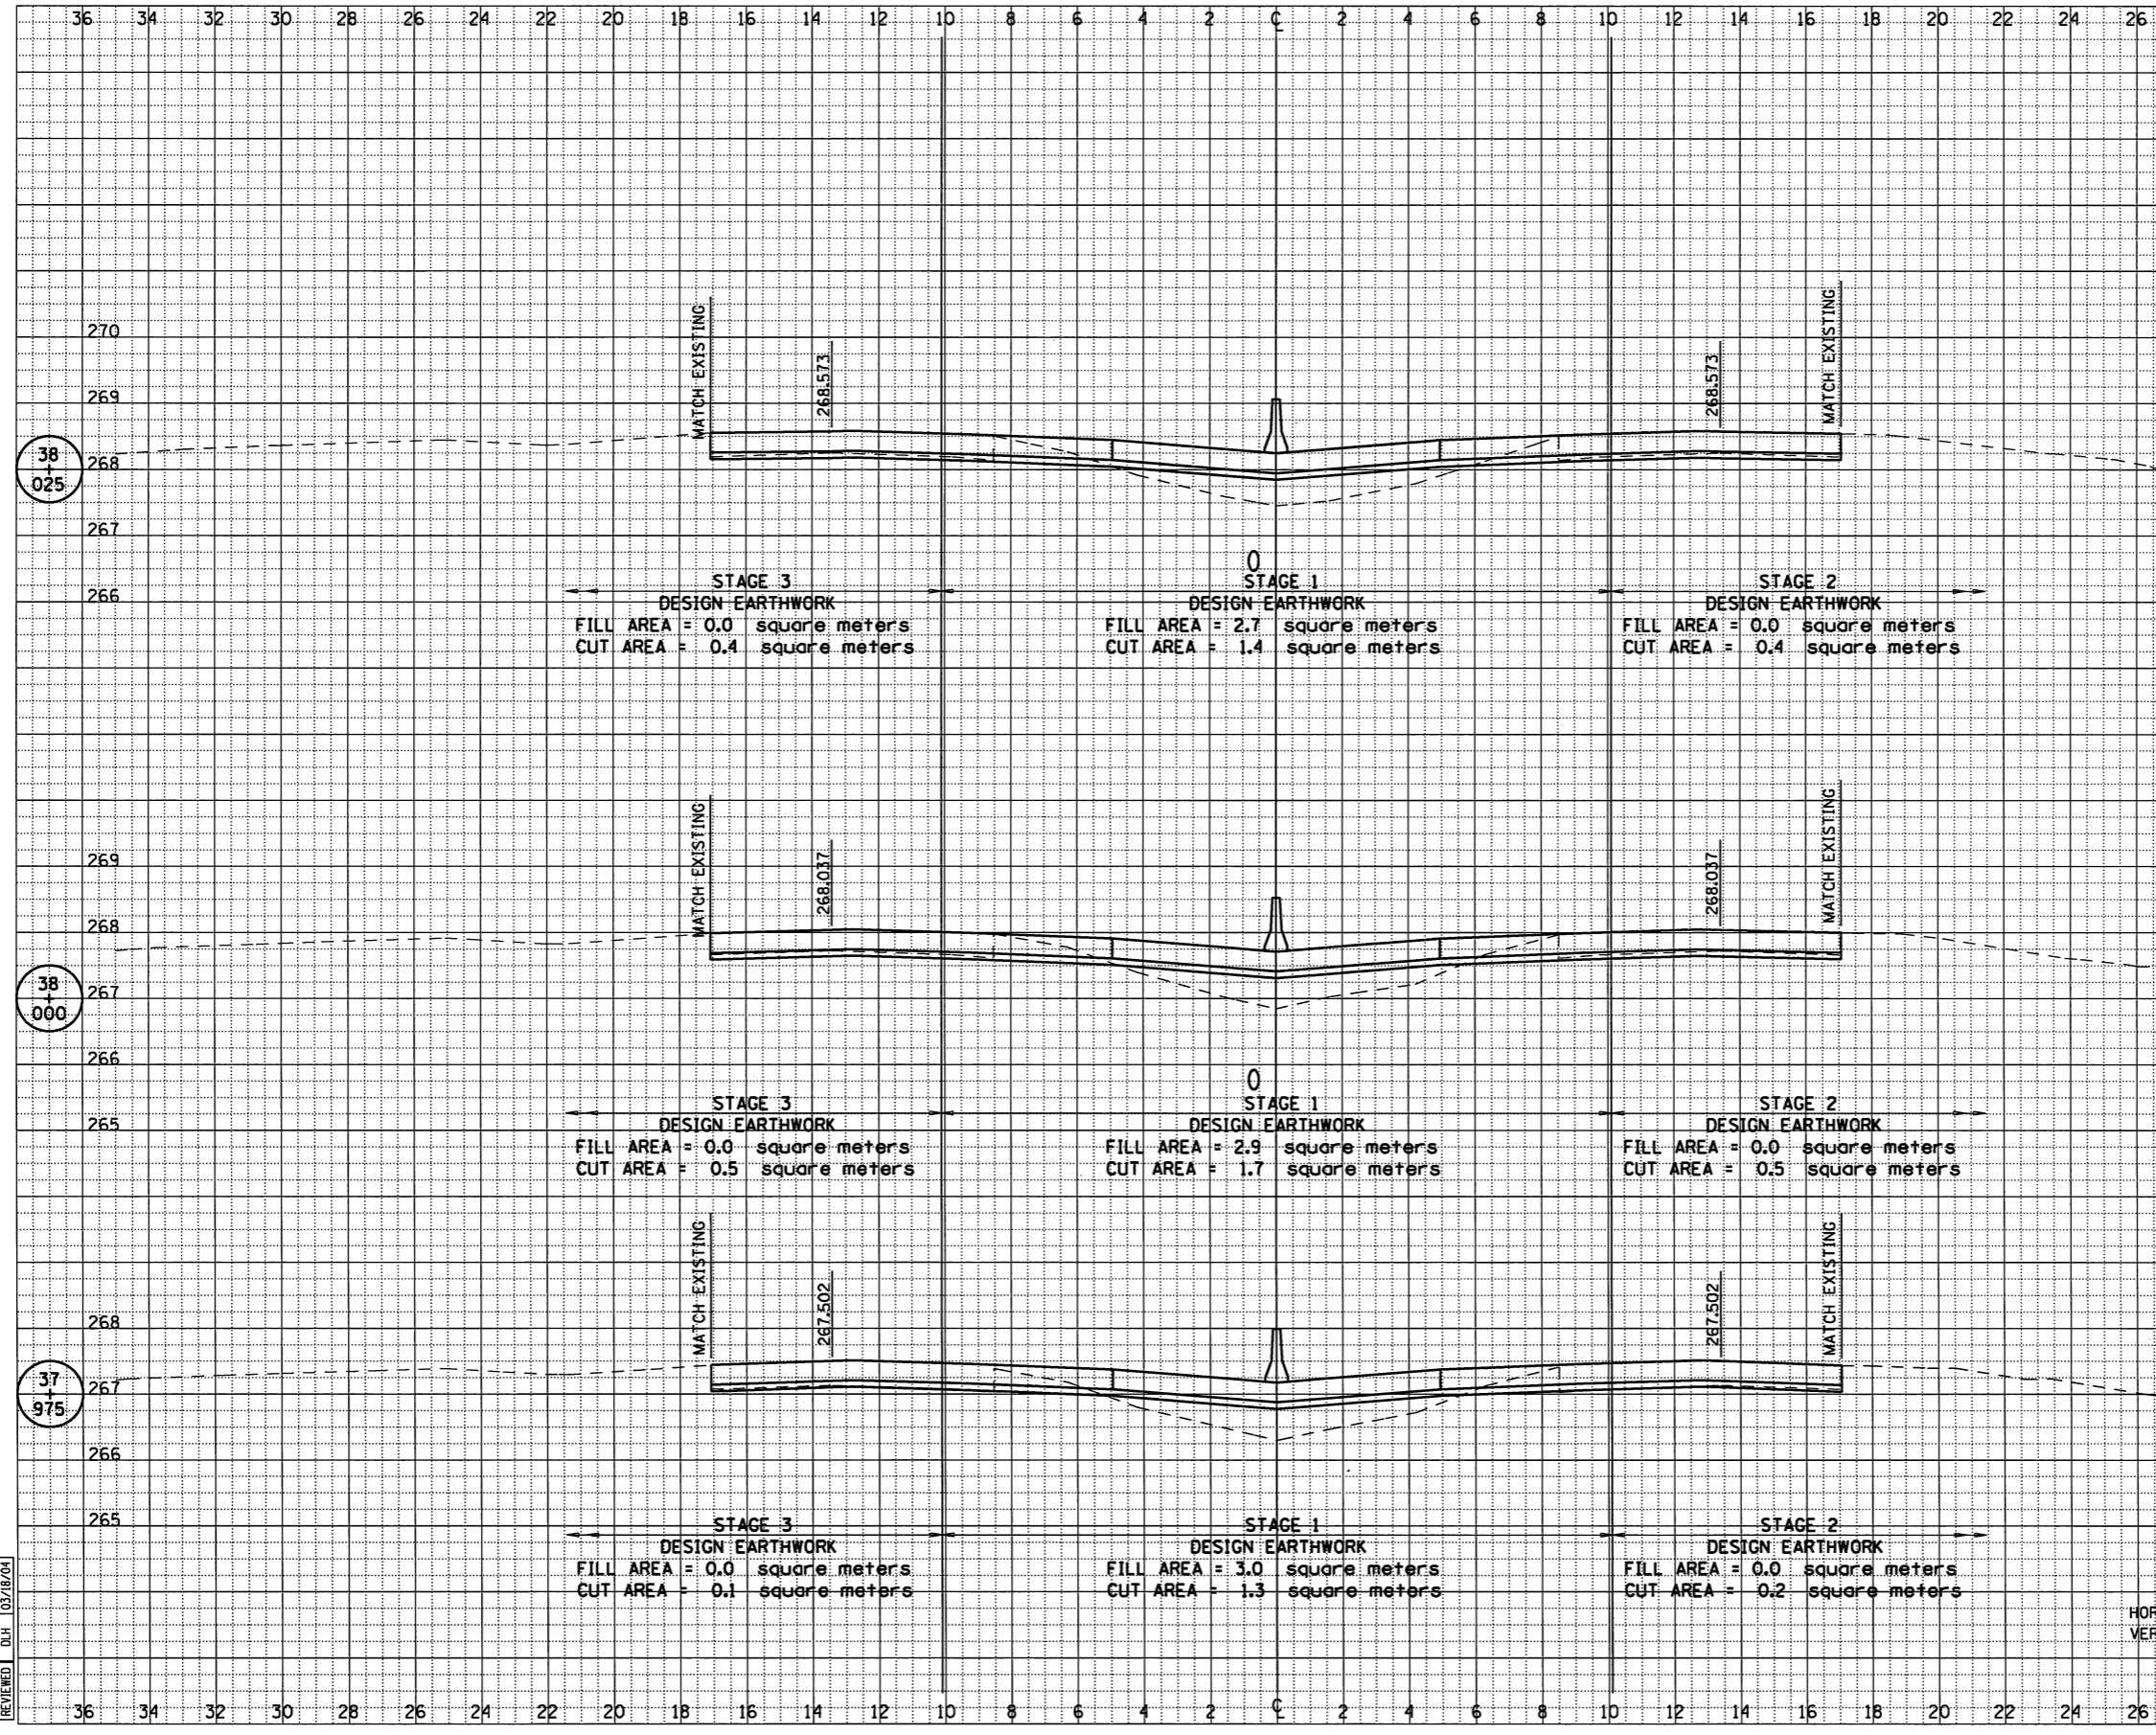 36 34 32 30 28 26 24 22 20 18 16 14 12 10 8 6 4 2 C L 2 4 6 8 10 12 14 16 18 20 22 24 26
MATCH EXISTING
268.573
268.573
MATCH EXISTING
270
269
268
267
266
38
+
025
0
STAGE 3
DESIGN EARTHWORK
FILL AREA = 0.0 square meters
CUT AREA = 0.4 square meters
STAGE 1
DESIGN EARTHWORK
FILL AREA = 2.7 square meters
CUT AREA = 1.4 square meters
STAGE 2
DESIGN EARTHWORK
FILL AREA = 0.0 square meters
CUT AREA = 0.4 square meters
MATCH EXISTING
268.037
268.037
MATCH EXISTING
269
268
267
266
265
38
+
000
0
STAGE 3
DESIGN EARTHWORK
FILL AREA = 0.0 square meters
CUT AREA = 0.5 square meters
STAGE 1
DESIGN EARTHWORK
FILL AREA = 2.9 square meters
CUT AREA = 1.7 square meters
STAGE 2
DESIGN EARTHWORK
FILL AREA = 0.0 square meters
CUT AREA = 0.5 square meters
MATCH EXISTING
267.502
267.502
MATCH EXISTING
268
267
266
265
37
+
975
STAGE 3
DESIGN EARTHWORK
FILL AREA = 0.0 square meters
CUT AREA = 0.1 square meters
STAGE 1
DESIGN EARTHWORK
FILL AREA = 3.0 square meters
CUT AREA = 1.3 square meters
STAGE 2
DESIGN EARTHWORK
FILL AREA = 0.0 square meters
CUT AREA = 0.2 square meters
REVIEWED DLH 03/18/04
36 34 32 30 28 26 24 22 20 18 16 14 12 10 8 6 4 2 C 2 4 6 8 10 12 14 16 18 20 22 24 26